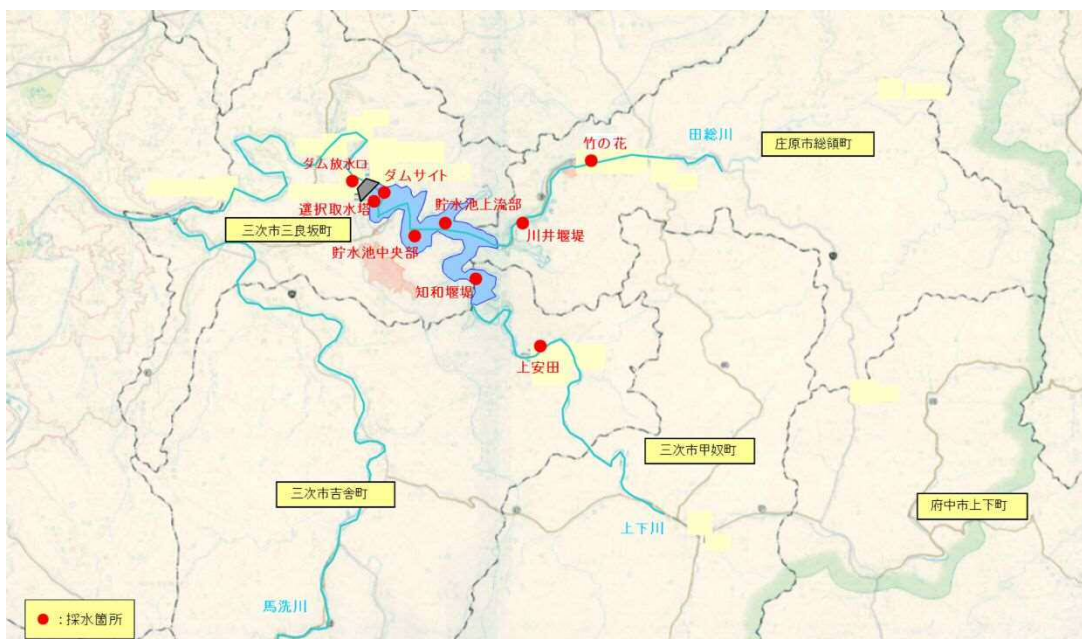 竹の花
田総川
庄原市総領町
ダム放水口
ダムサイト
選択取水塔
貯水池上流部
三次市三良坂町
川井堰堤
貯水池中央部
知和堰堤
上安田
三次市甲奴町
三次市吉舎町
府中市上下町
上下川
馬洗川
● : 採水箇所